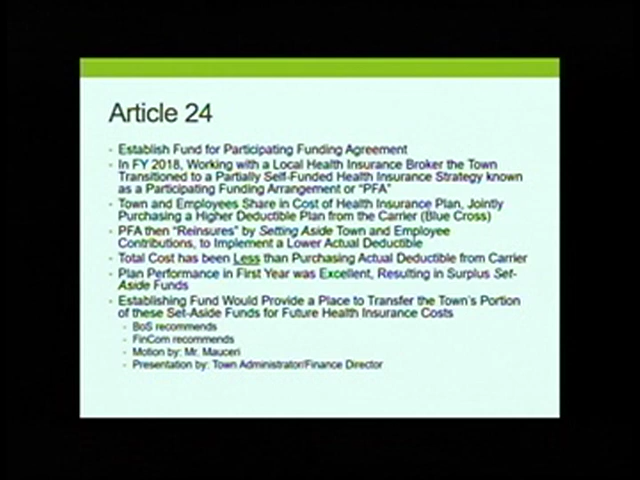 Article 24
- Establish Fund for Participating Funding Agreement
- In FY 2018, Working with a Local Health Insurance Broker the Town
Transitioned to a Partially Self-Funded Health Insurance Strategy known
as a Participating Funding Arrangement or "PFA"
- Town and Employees Share in Cost of Health Insurance Plan, Jointly
Purchasing a Higher Deductible Plan from the Carrier (Blue Cross)
- PFA then "Reinsures" by Setting Aside Town and Employee
Contributions, to Implement a Lower Actual Deductible
- Total Cost has been Less than Purchasing Actual Deductible from Carrier
- Plan Performance in First Year was Excellent, Resulting in Surplus Set-
Aside Funds
- Establishing Fund Would Provide a Place to Transfer the Town's Portion
of these Set-Aside Funds for Future Health Insurance Costs
- BoS recommends
- FinCom recommends
- Motion by: Mr. Mauceri
- Presentation by: Town Administrator/Finance Director